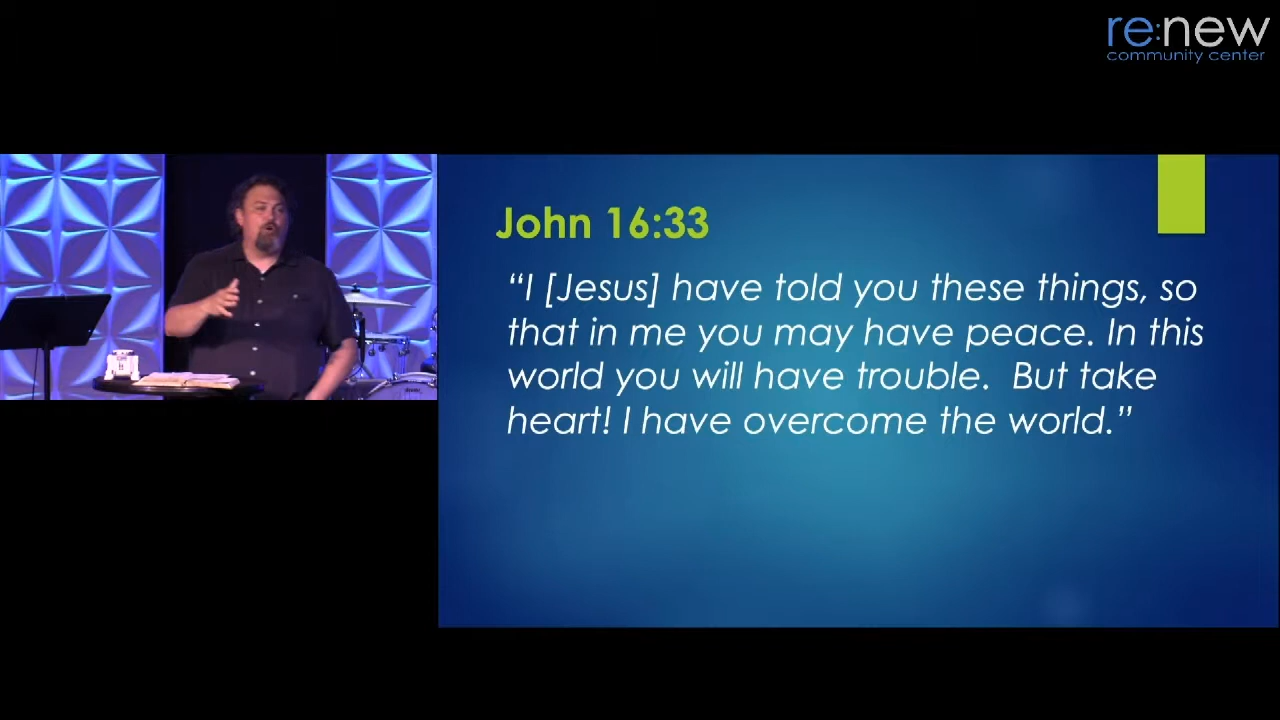 re:new
community center
John 16:33
“I [Jesus] have told you these things, so
that in me you may have peace. In this
world you will have trouble.  But take
heart! I have overcome the world.”